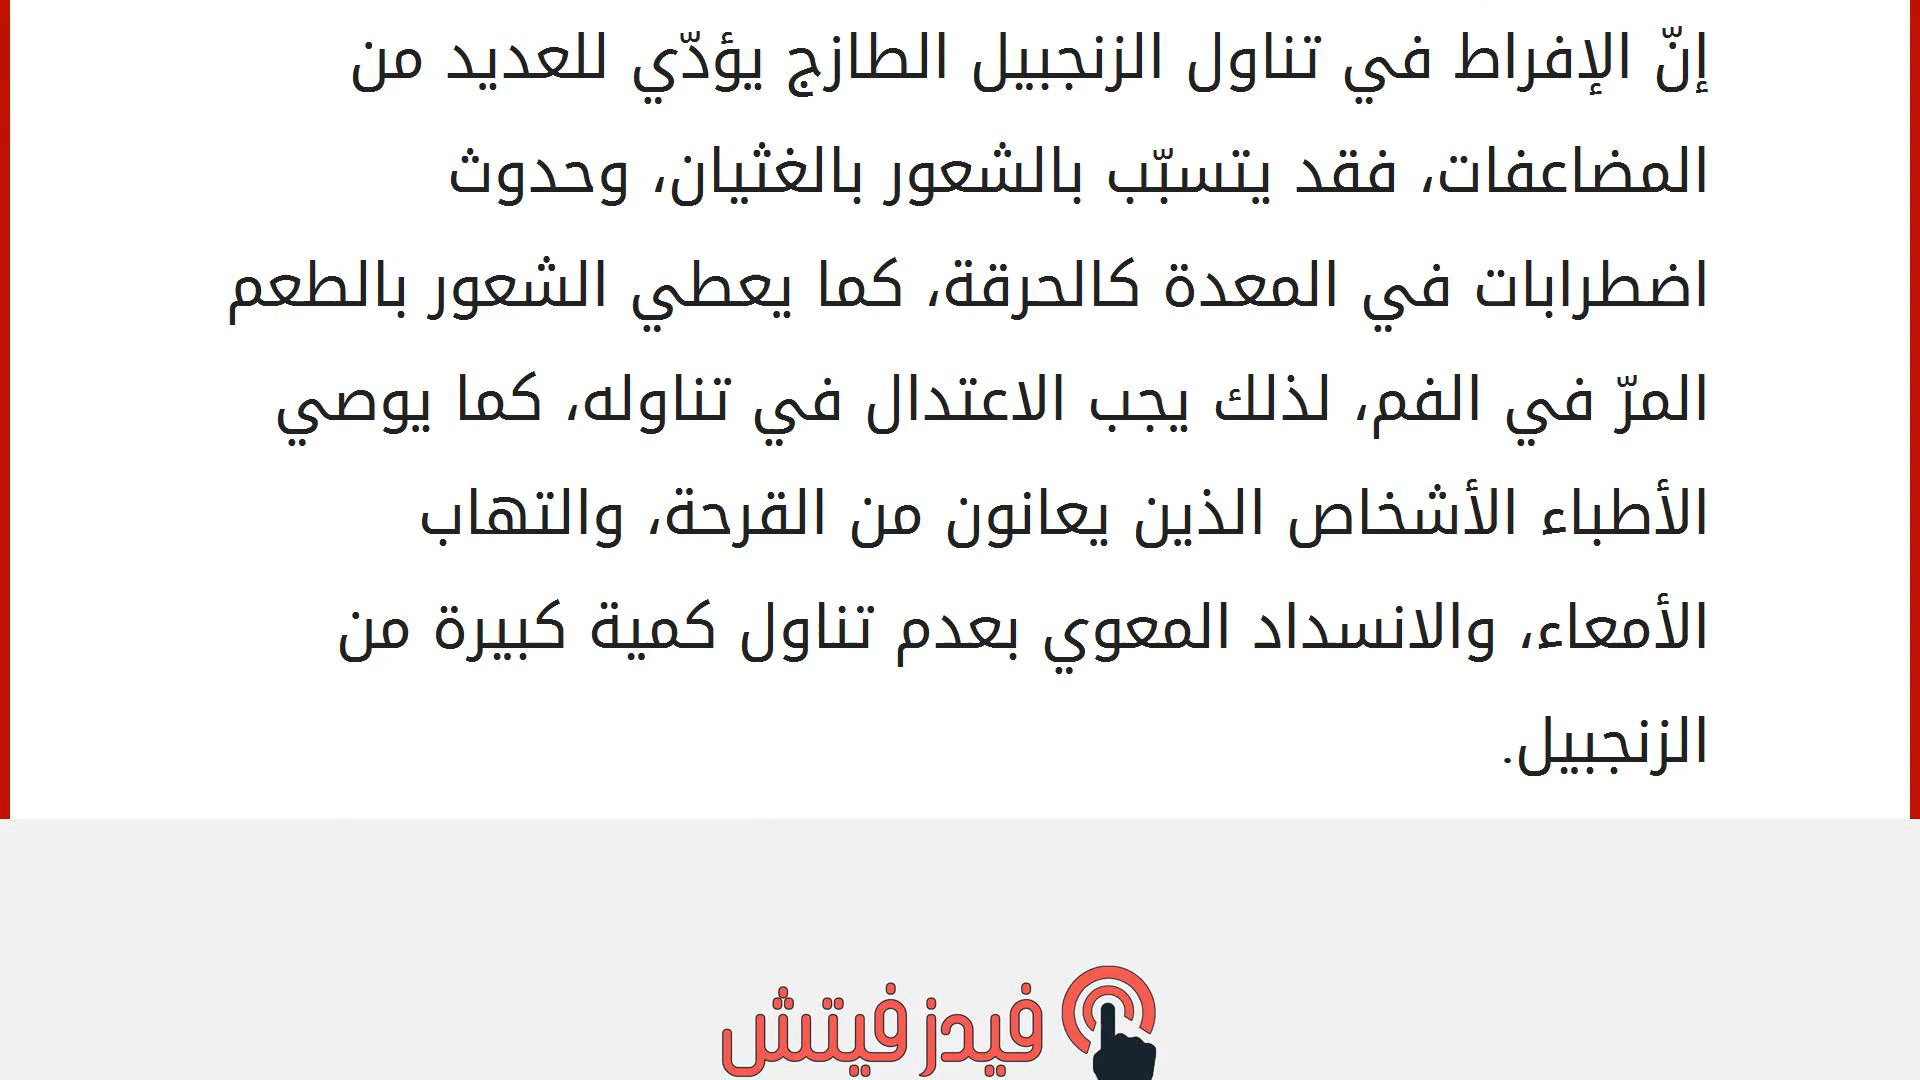 إنّ الإفراط في تناول الزنجبيل الطازج يؤدّي للعديد من
المضاعفات، فقد يتسبّب بالشعور بالغثيان، وحدوث
اضطرابات في المعدة كالحرقة، كما يعطي الشعور بالطعم
المرّ في الفم، لذلك يجب الاعتدال في تناوله، كما يوصي
الأطباء الأشخاص الذين يعانون من القرحة، والتهاب
الأمعاء، والانسداد المعوي بعدم تناول كمية كبيرة من
الزنجبيل.
فيدز فيتش